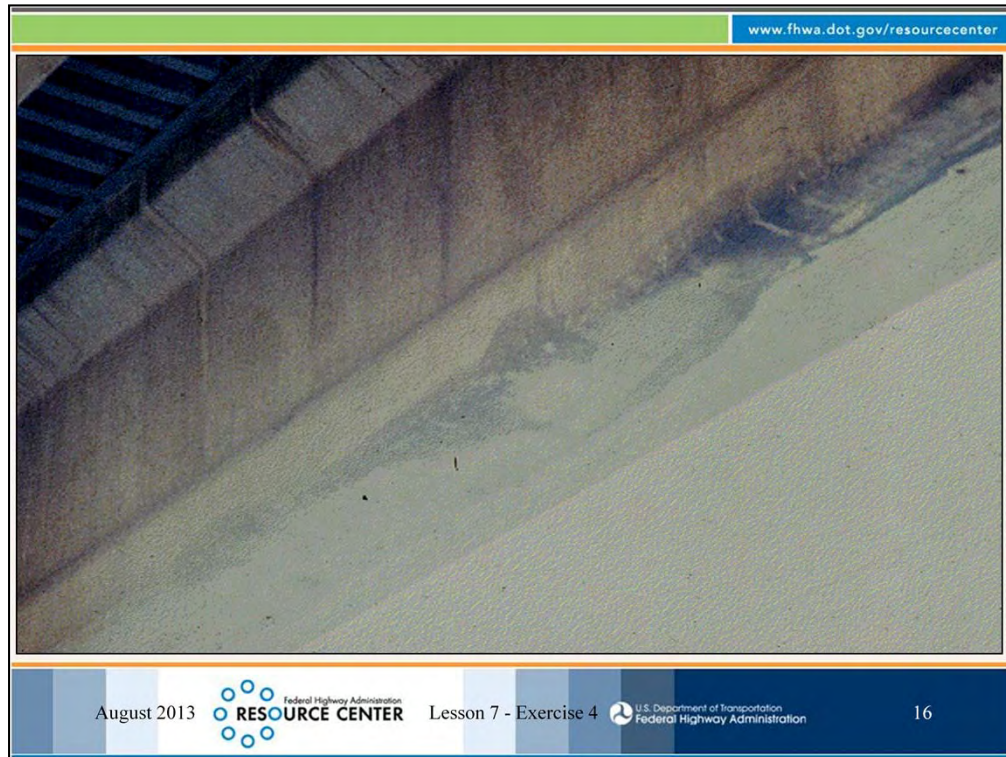 www.fhwa.dot.gov/resourcecenter
August 2013
Federal Highway Administration
RESOURCE CENTER
Lesson 7 - Exercise 4
U.S. Department of Transportation
Federal Highway Administration
16